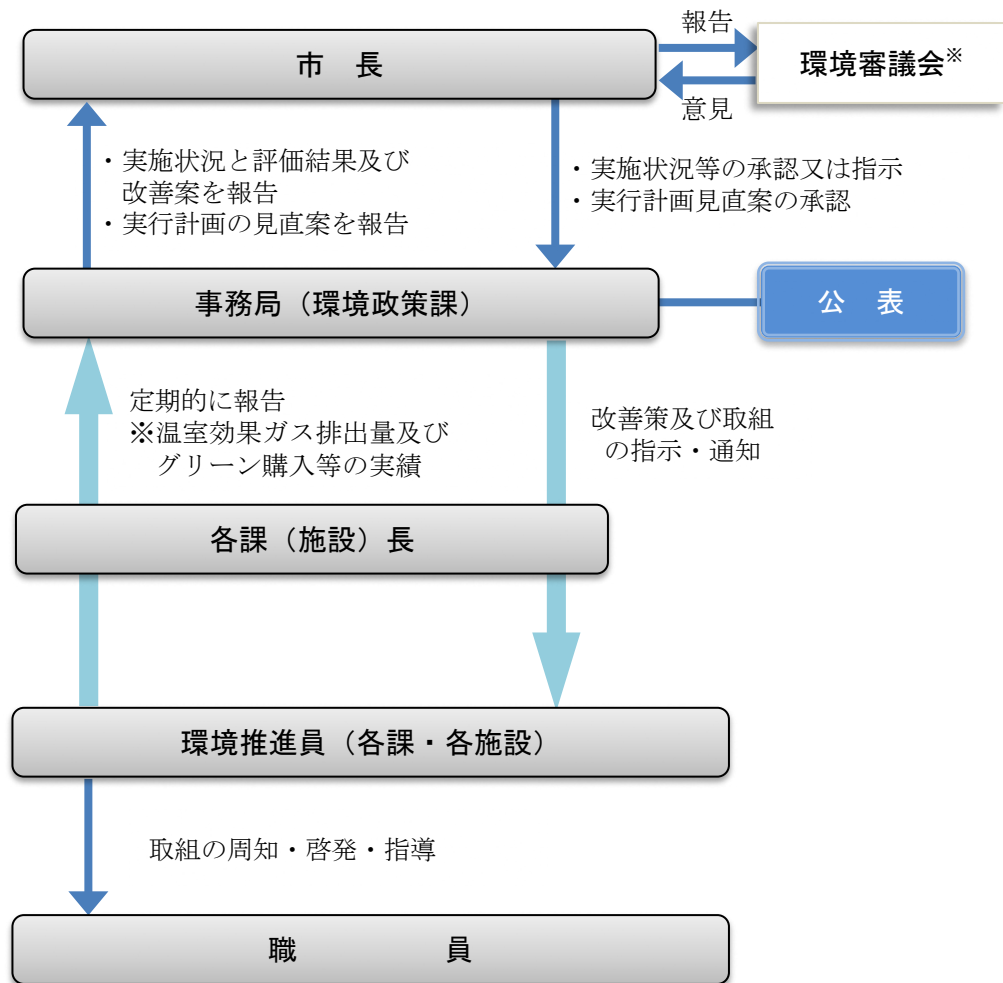 報告
市　長
環境審議会※
意見
・実施状況と評価結果及び
改善案を報告
・実行計画の見直案を報告
・実施状況等の承認又は指示
・実行計画見直案の承認
事務局（環境政策課）
公　表
定期的に報告
※温室効果ガス排出量及び
グリーン購入等の実績
改善策及び取組
の指示・通知
各課（施設）長
環境推進員（各課・各施設）
取組の周知・啓発・指導
職　　　　　員